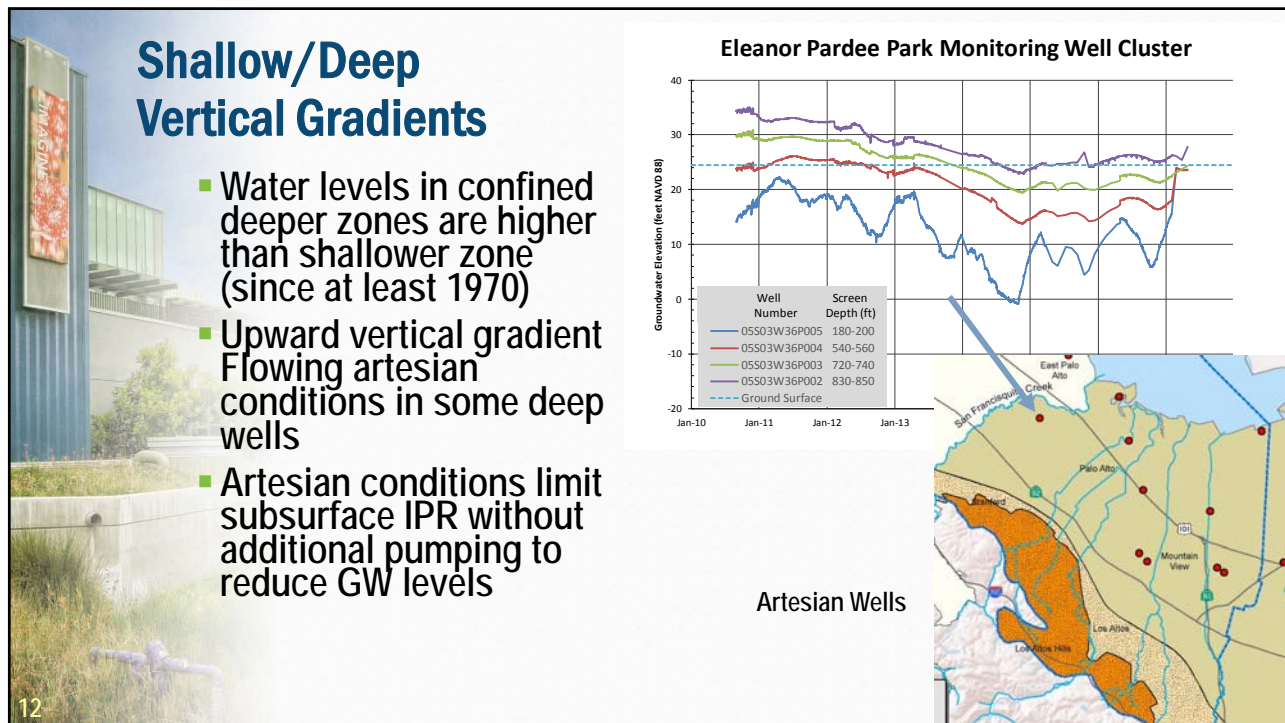 Shallow/Deep
Vertical Gradients
▪ Water levels in confined
deeper zones are higher
than shallower zone
(since at least 1970)
▪ Upward vertical gradient
Flowing artesian
conditions in some deep
wells
▪ Artesian conditions limit
subsurface IPR without
additional pumping to
reduce GW levels
12
IMAGINE
Eleanor Pardee Park Monitoring Well Cluster
Groundwater Elevation (feet NAVD 88)
40
30
20
10
0
-10
-20
Jan-10 Jan-11 Jan-12 Jan-13
Well Screen
Number Depth (ft)
05S03W36P005 180-200
05S03W36P004 540-560
05S03W36P003 720-740
05S03W36P002 830-850
Ground Surface
Artesian Wells
East Palo
Alto
San Francisquit Creek
Palo Alto
82
Stanford
101
Mountain
View
Los Altos
Los Altos Hills